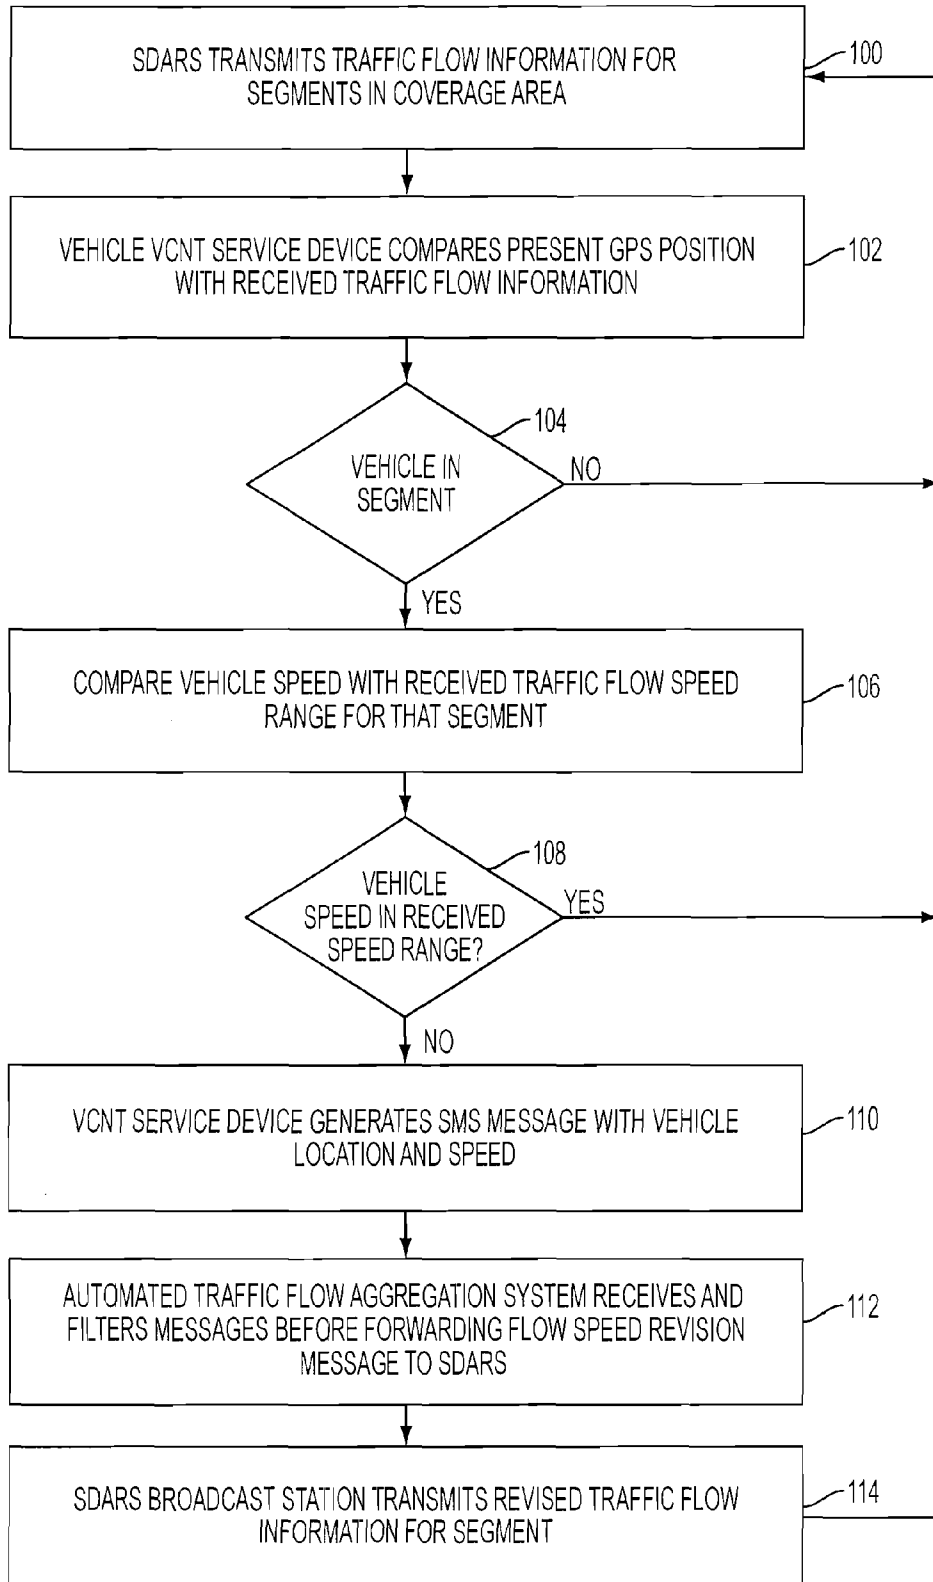 SDARS TRANSMITS TRAFFIC FLOW INFORMATION FOR
SEGMENTS IN COVERAGE AREA
100
VEHICLE VCNT SERVICE DEVICE COMPARES PRESENT GPS POSITION
WITH RECEIVED TRAFFIC FLOW INFORMATION
102
104
VEHICLE IN
SEGMENT
NO
YES
COMPARE VEHICLE SPEED WITH RECEIVED TRAFFIC FLOW SPEED
RANGE FOR THAT SEGMENT
106
108
VEHICLE
SPEED IN RECEIVED
SPEED RANGE?
YES
NO
VCNT SERVICE DEVICE GENERATES SMS MESSAGE WITH VEHICLE
LOCATION AND SPEED
110
AUTOMATED TRAFFIC FLOW AGGREGATION SYSTEM RECEIVES AND
FILTERS MESSAGES BEFORE FORWARDING FLOW SPEED REVISION
MESSAGE TO SDARS
112
SDARS BROADCAST STATION TRANSMITS REVISED TRAFFIC FLOW
INFORMATION FOR SEGMENT
114